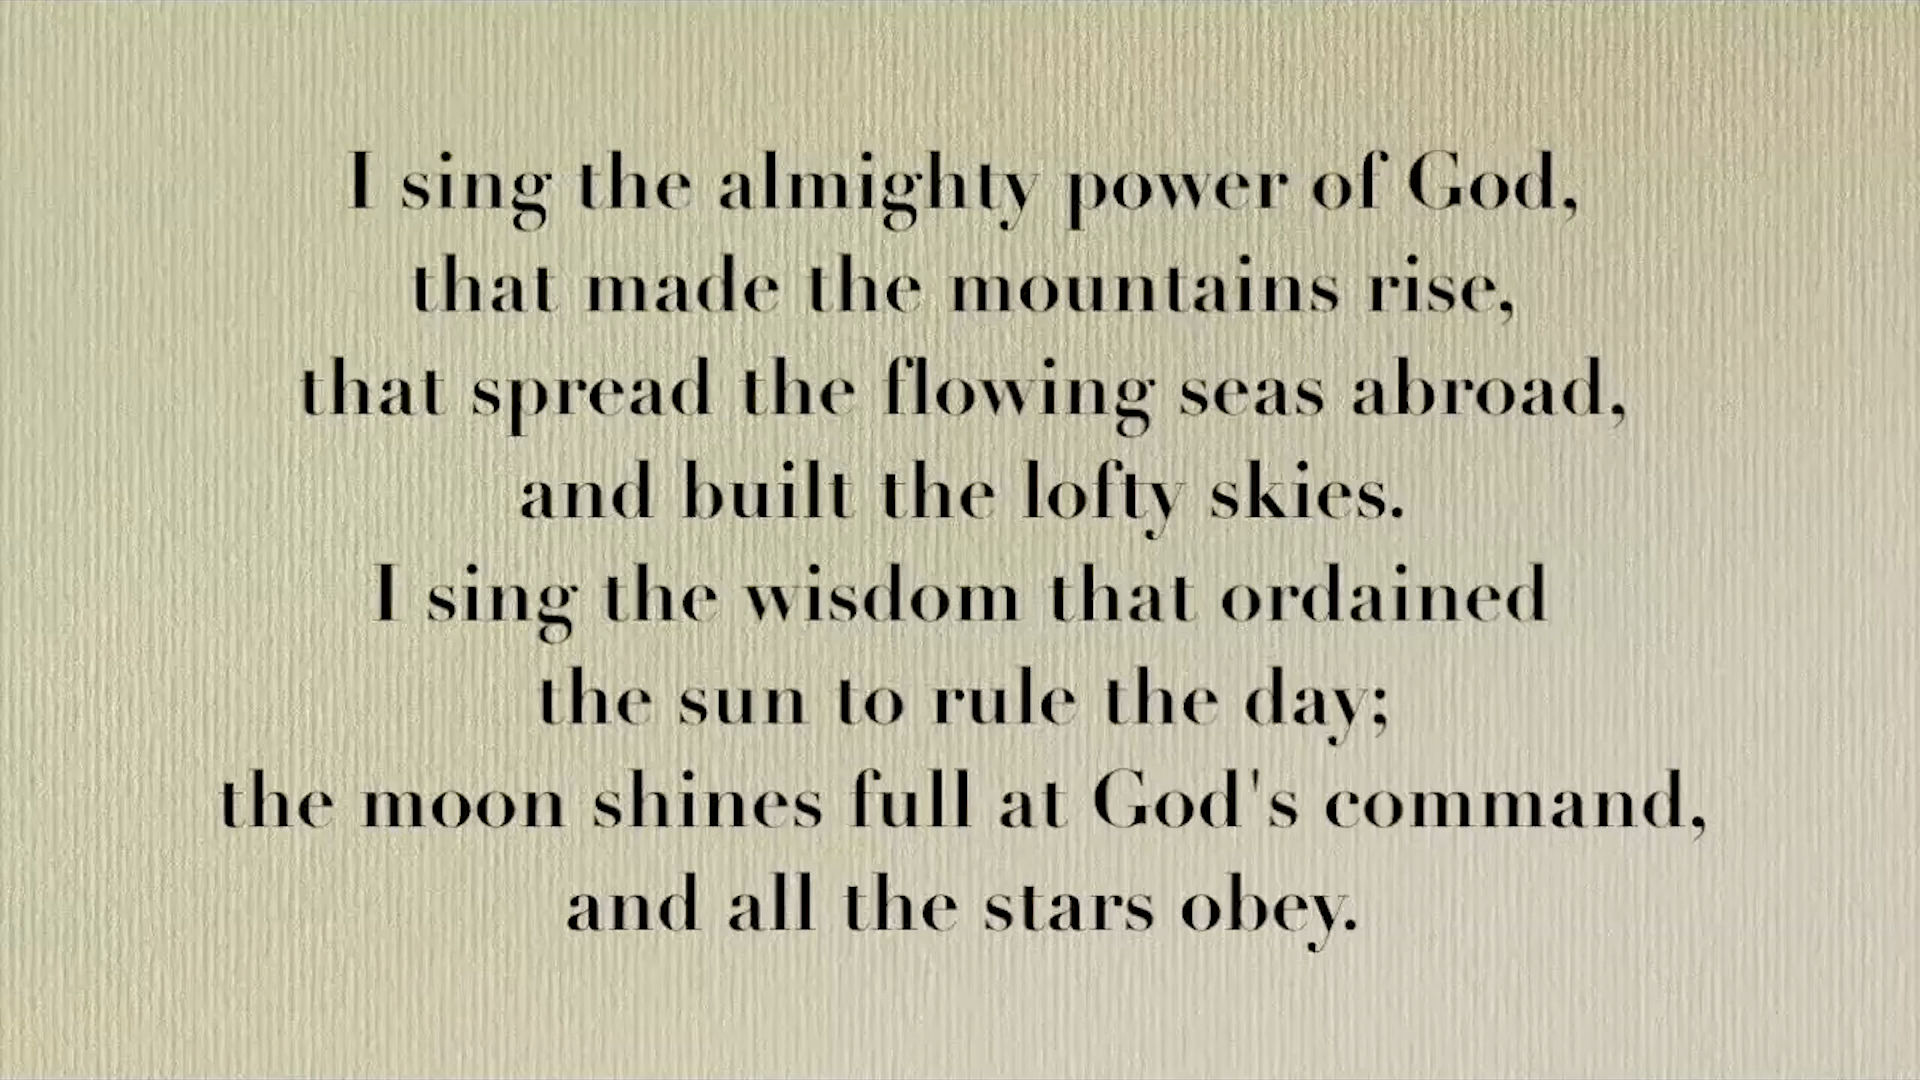 I sing the almighty power of God,
that made the mountains rise,
that spread the flowing seas abroad,
and built the lofty skies.
I sing the wisdom that ordained
the sun to rule the day;
the moon shines full at God's command,
and all the stars obey.